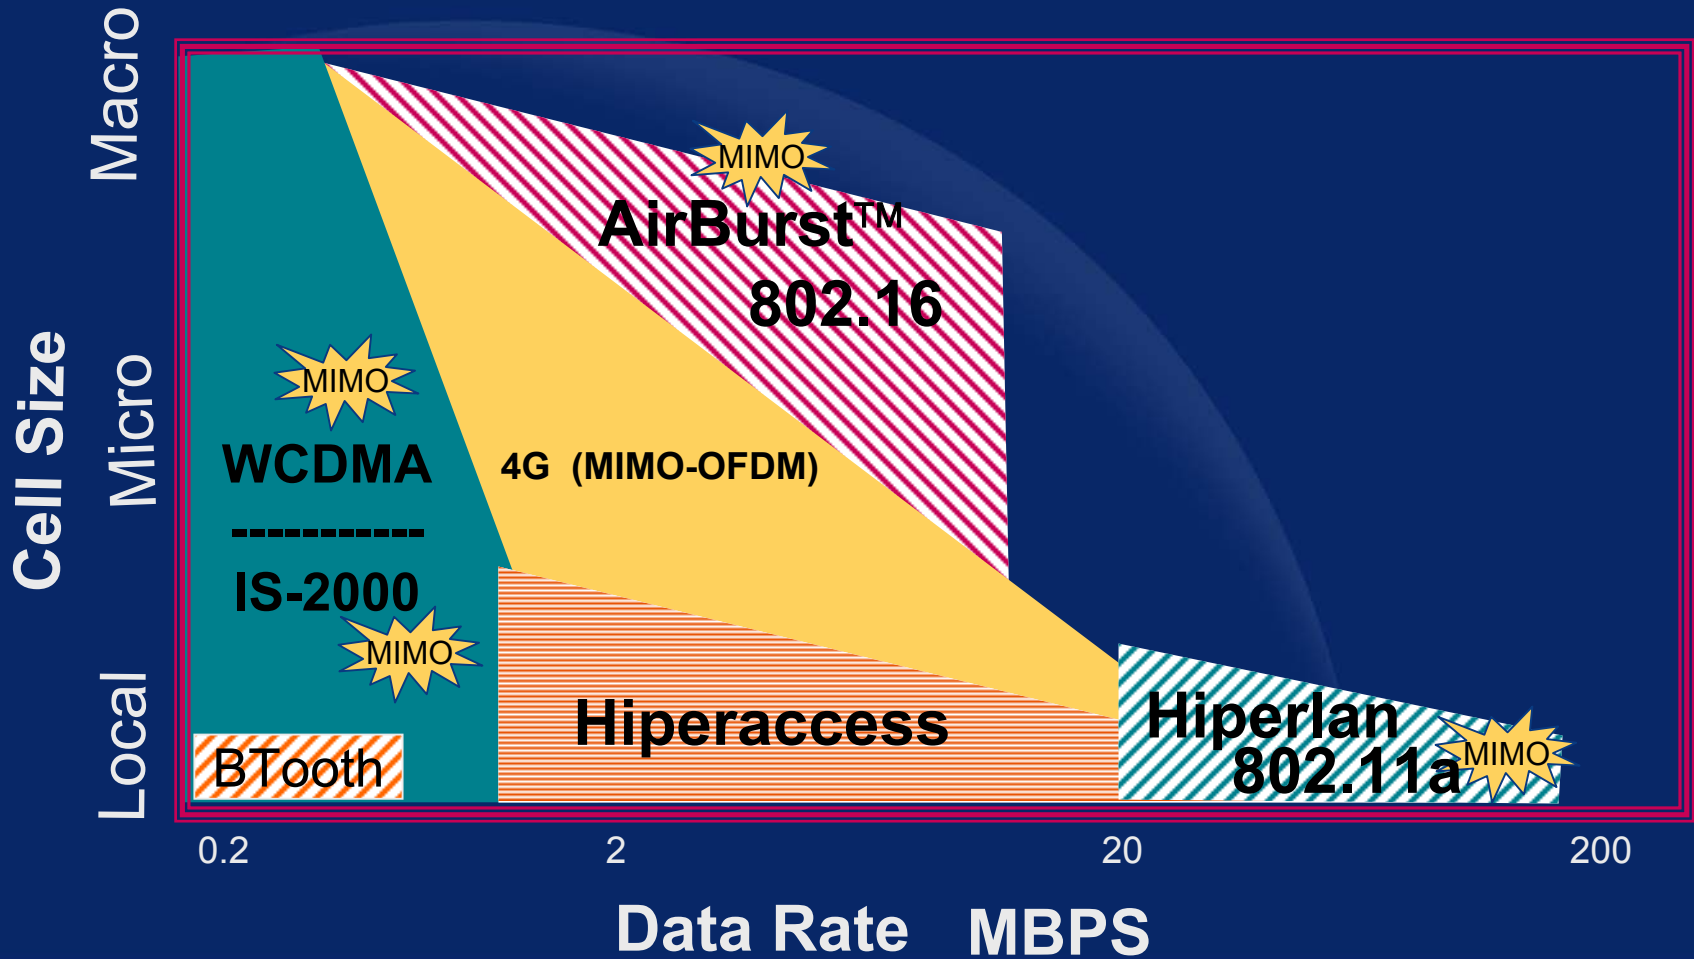 Macro
MIMO
AirBurst™
802.16
Cell Size
Micro
MIMO
WCDMA
-----------
IS-2000
MIMO
4G (MIMO-OFDM)
Local
BTooth
Hiperaccess
Hiperlan
802.11a
MIMO
0.2 2 20 200
Data Rate MBPS